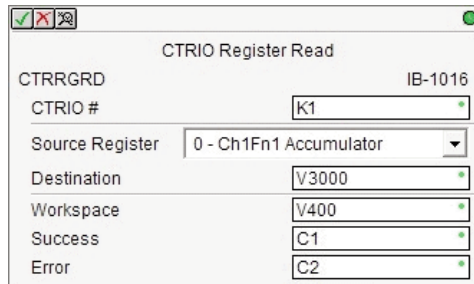 CTRIO Register Read
CTRRGRD IB-1016
CTRIO # K1
Source Register 0 - Ch1Fn1 Accumulator
Destination V3000
Workspace V400
Success C1
Error C2